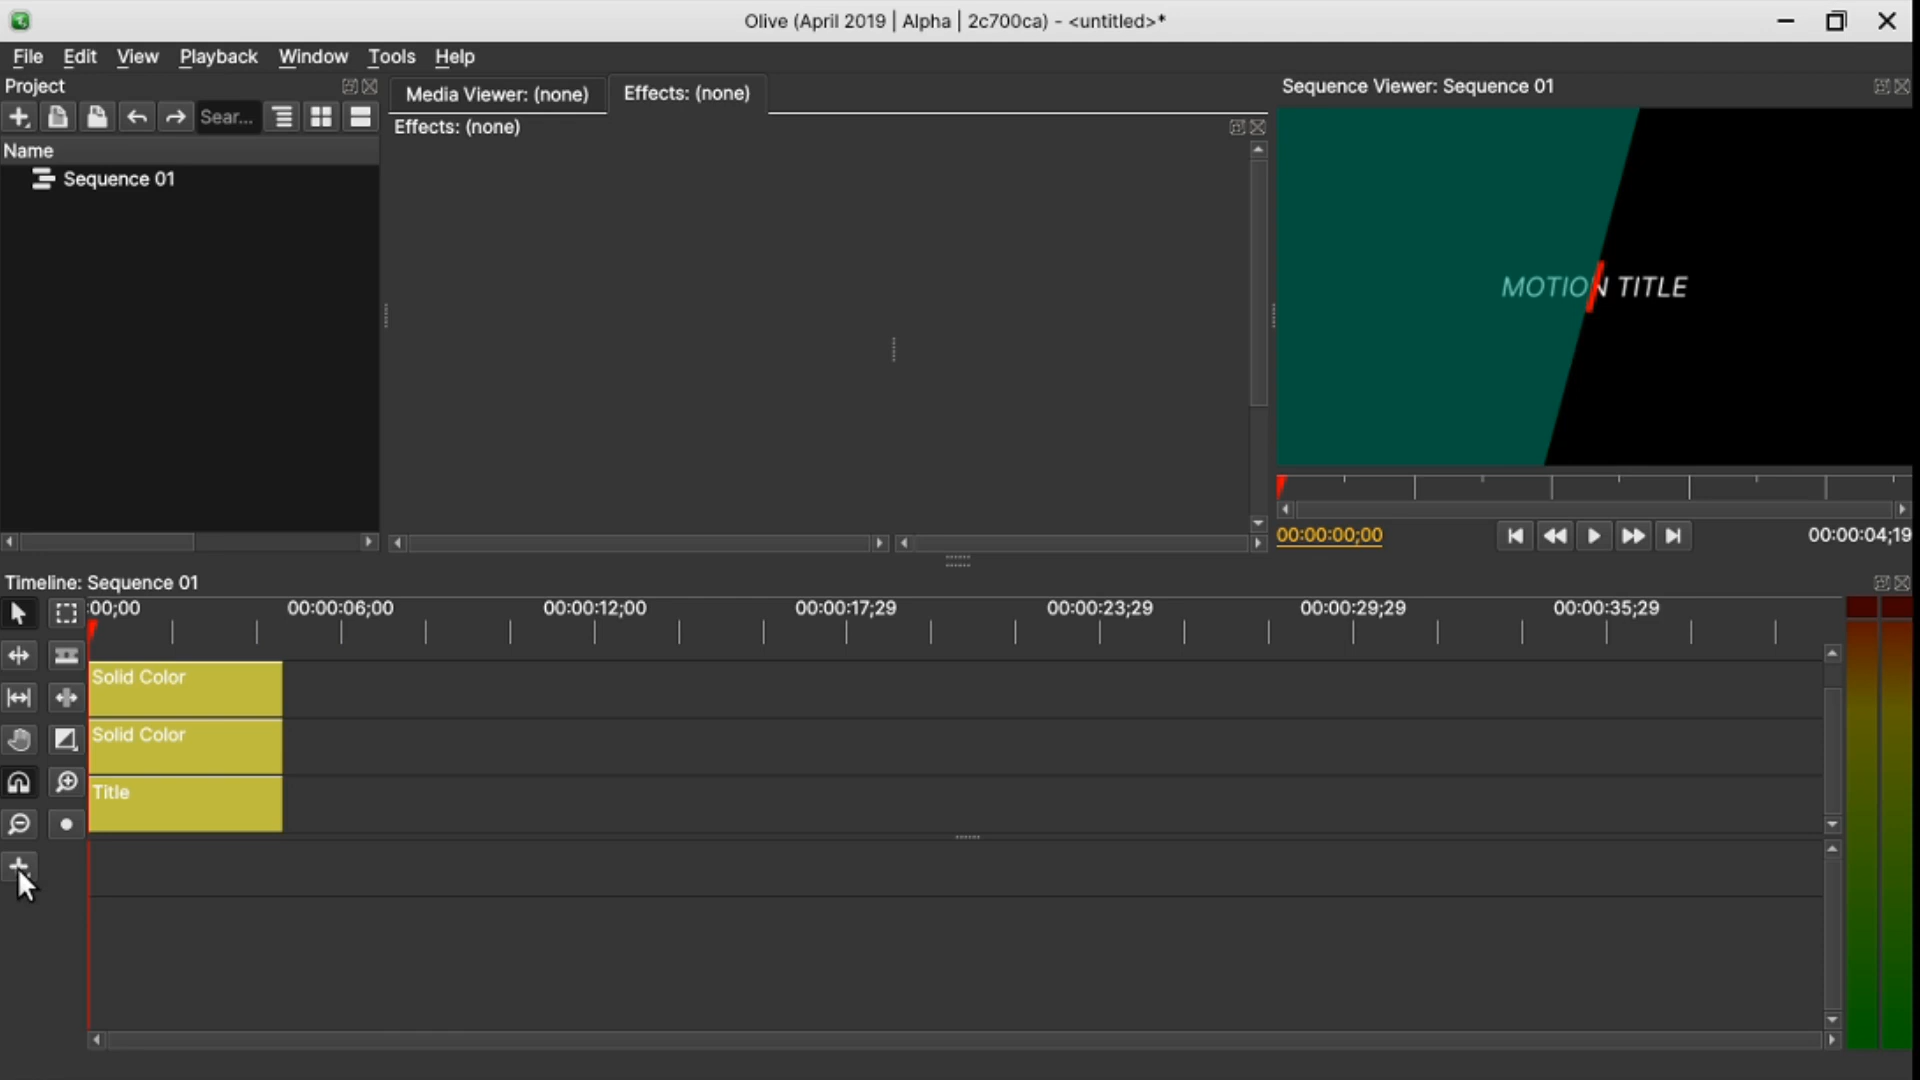 Olive (April 2019 | Alpha | 2c700ca) - <untitled>*
File Edit View Playback Window Tools Help
Project
Media Viewer: (none)
Effects: (none)
Sequence Viewer: Sequence 01
Sear...
Effects: (none)
Name
Sequence 01
MOTION TITLE
00:00:00;00
00:00:04;19
Timeline: Sequence 01
:00;00 00:00:06;00 00:00:12;00 00:00:17;29 00:00:23;29 00:00:29;29 00:00:35;29
Solid Color
Solid Color
Title